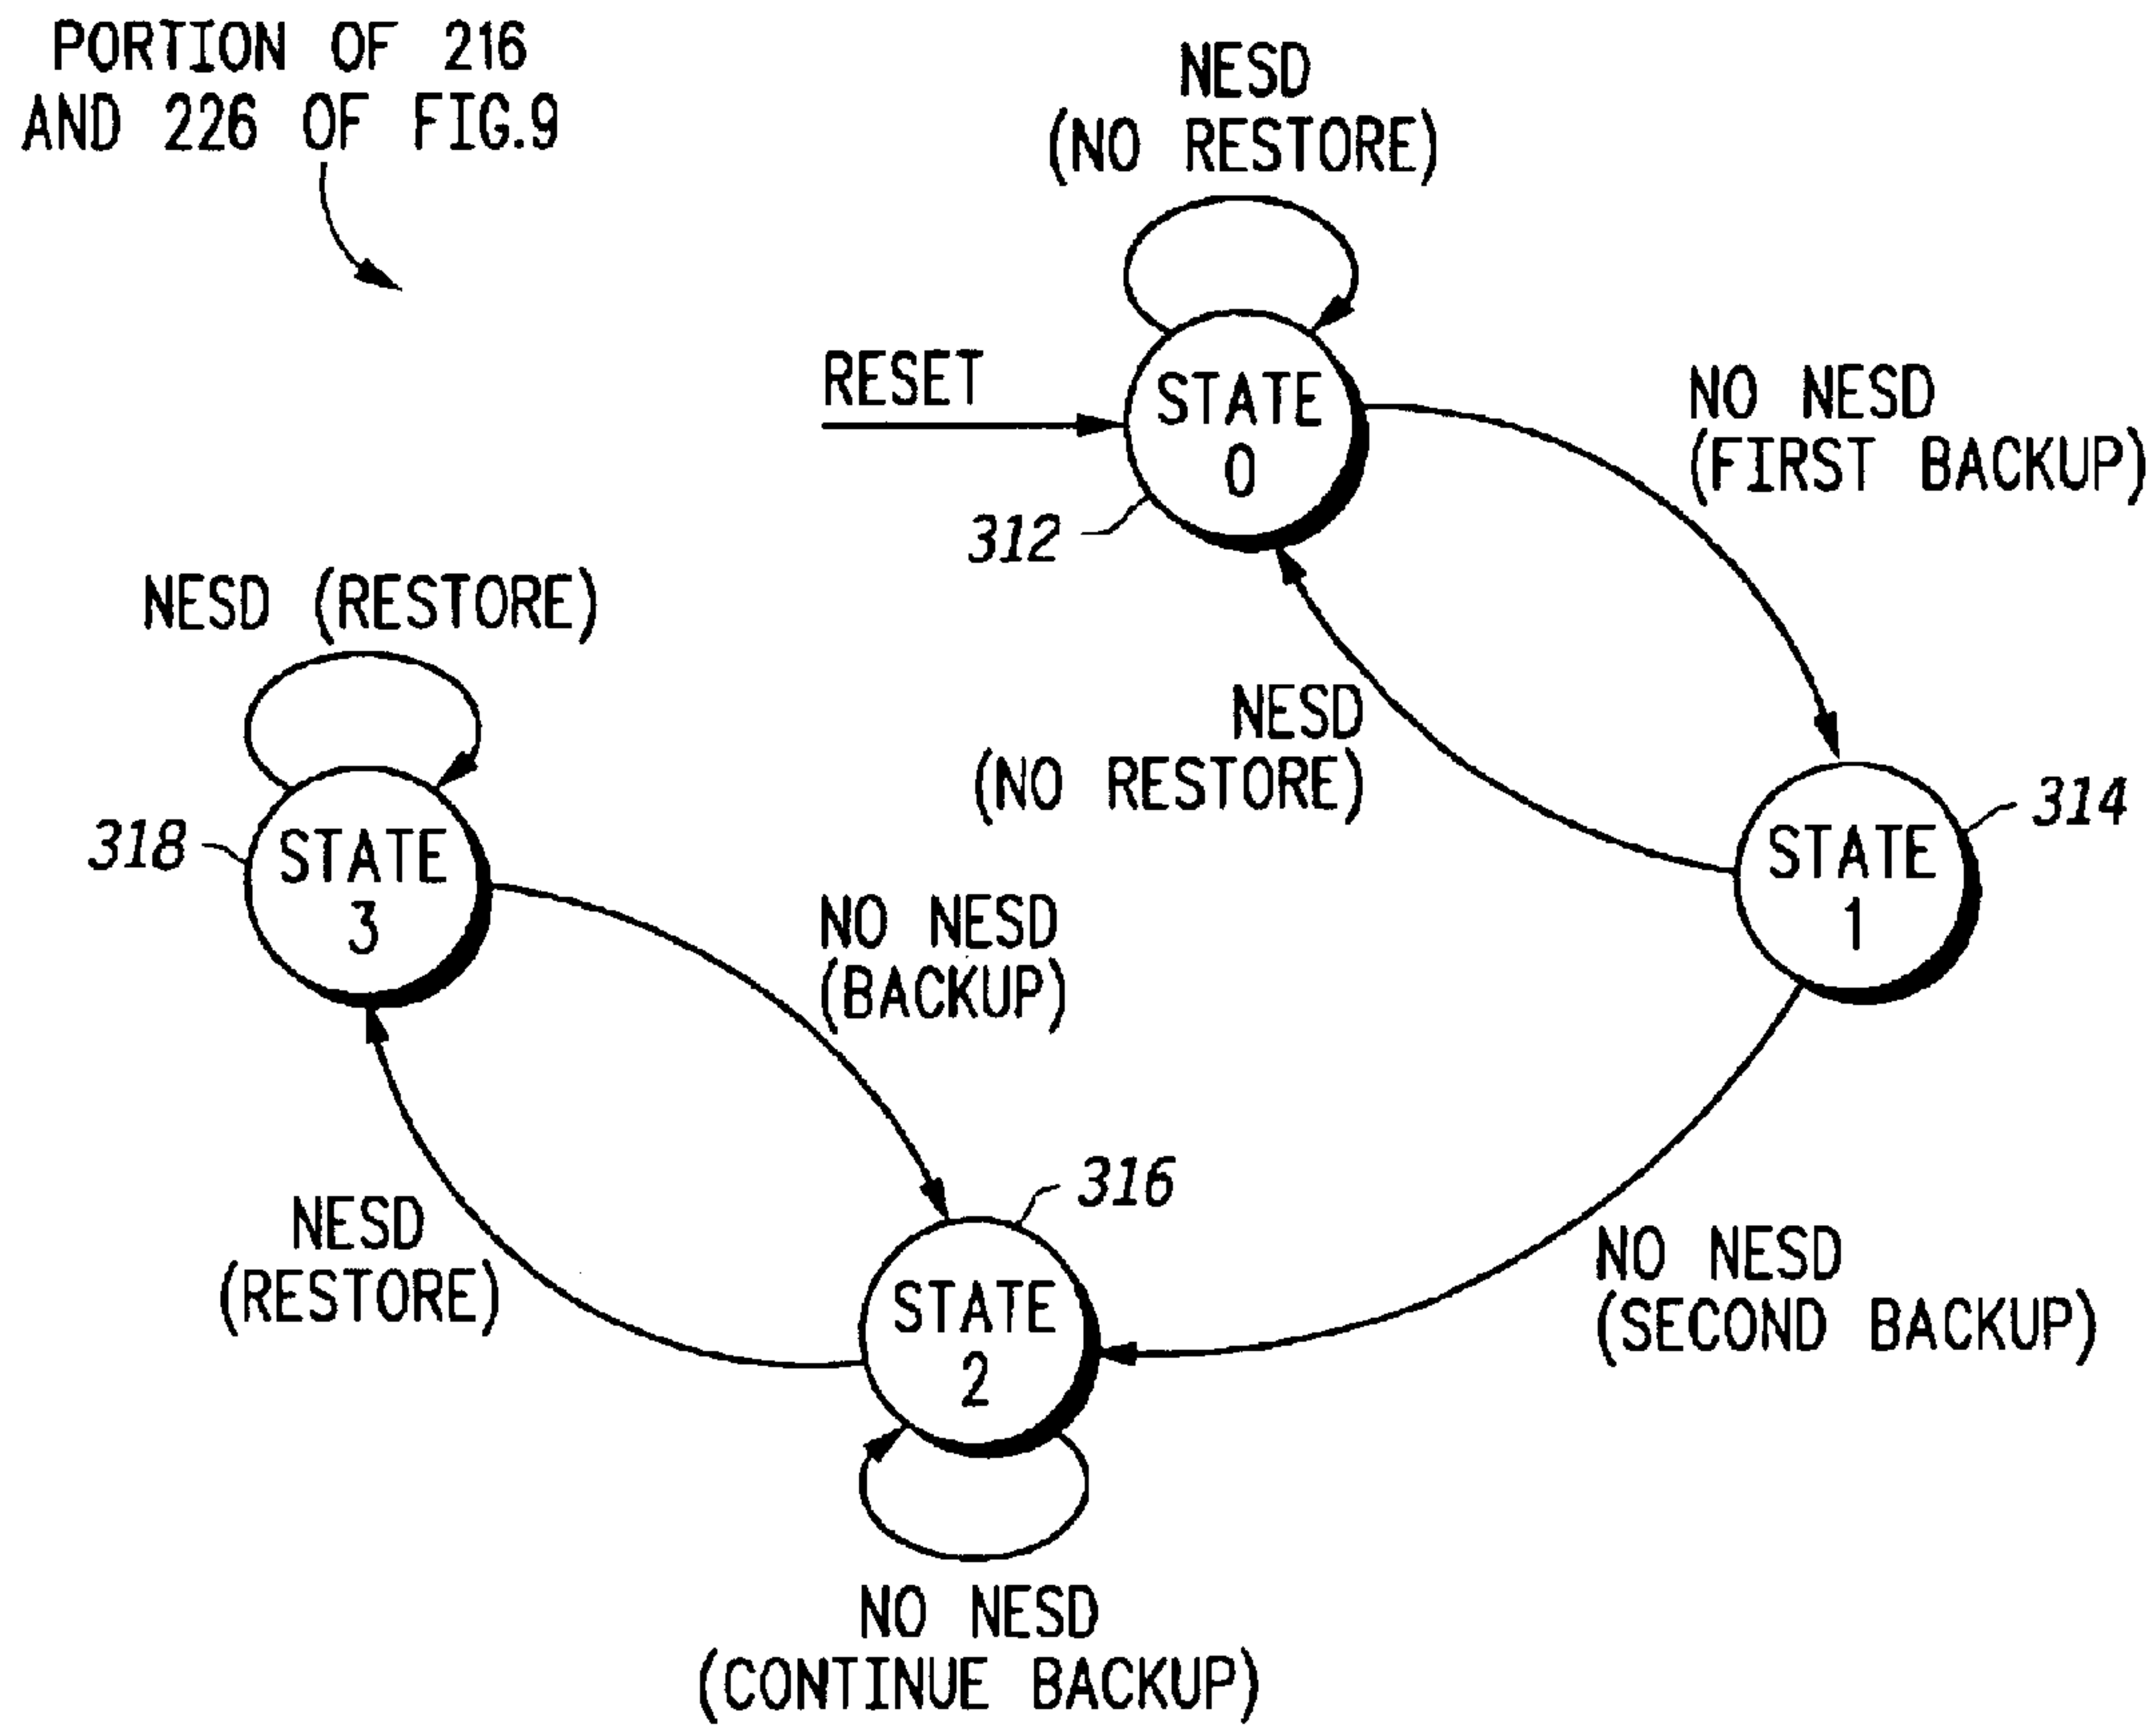 PORTION OF 216
AND 226 OF FIG.9
NESD
(NO RESTORE)
RESET
STATE
0
312
NO NESD
(FIRST BACKUP)
NESD (RESTORE)
NESD
(NO RESTORE)
314
STATE
1
318
STATE
3
NO NESD
(BACKUP)
316
NESD
(RESTORE)
STATE
2
NO NESD
(SECOND BACKUP)
NO NESD
(CONTINUE BACKUP)